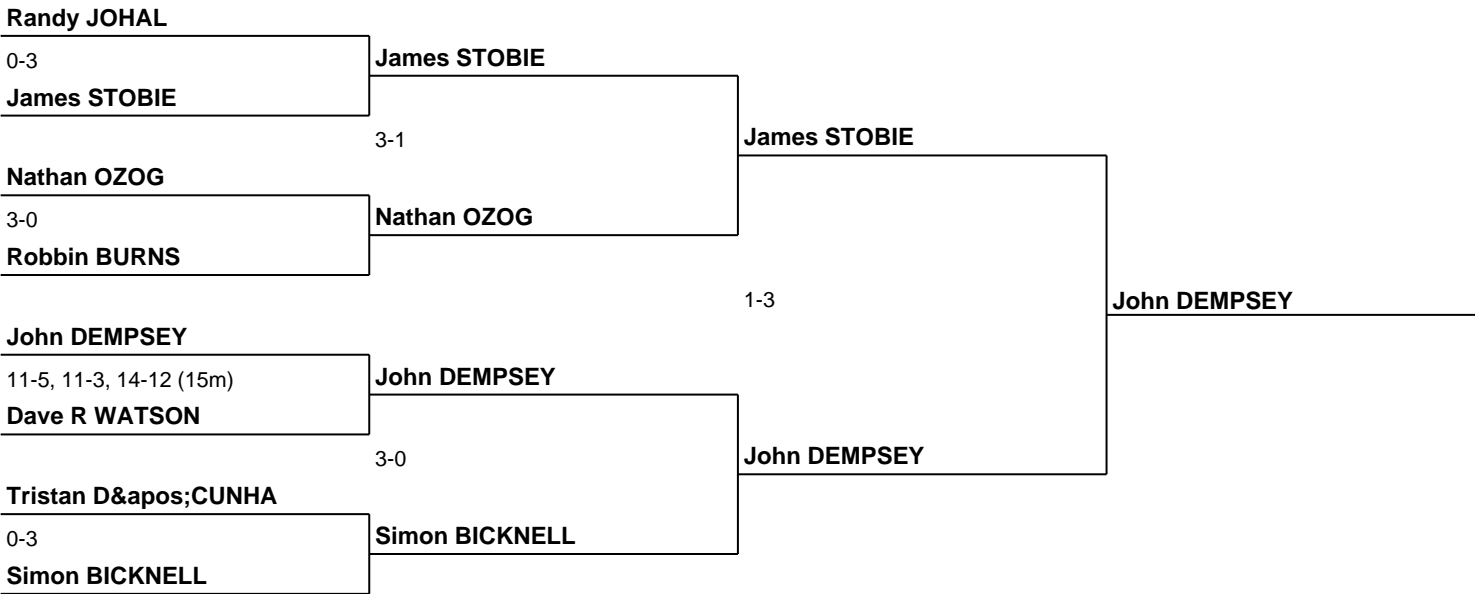 Randy JOHAL
0-3
James STOBIE
James STOBIE
3-1
James STOBIE
Nathan OZOG
3-0
Nathan OZOG
Robbin BURNS
1-3
John DEMPSEY
John DEMPSEY
11-5, 11-3, 14-12 (15m)
John DEMPSEY
Dave R WATSON
3-0
John DEMPSEY
Tristan D&apos;CUNHA
0-3
Simon BICKNELL
Simon BICKNELL